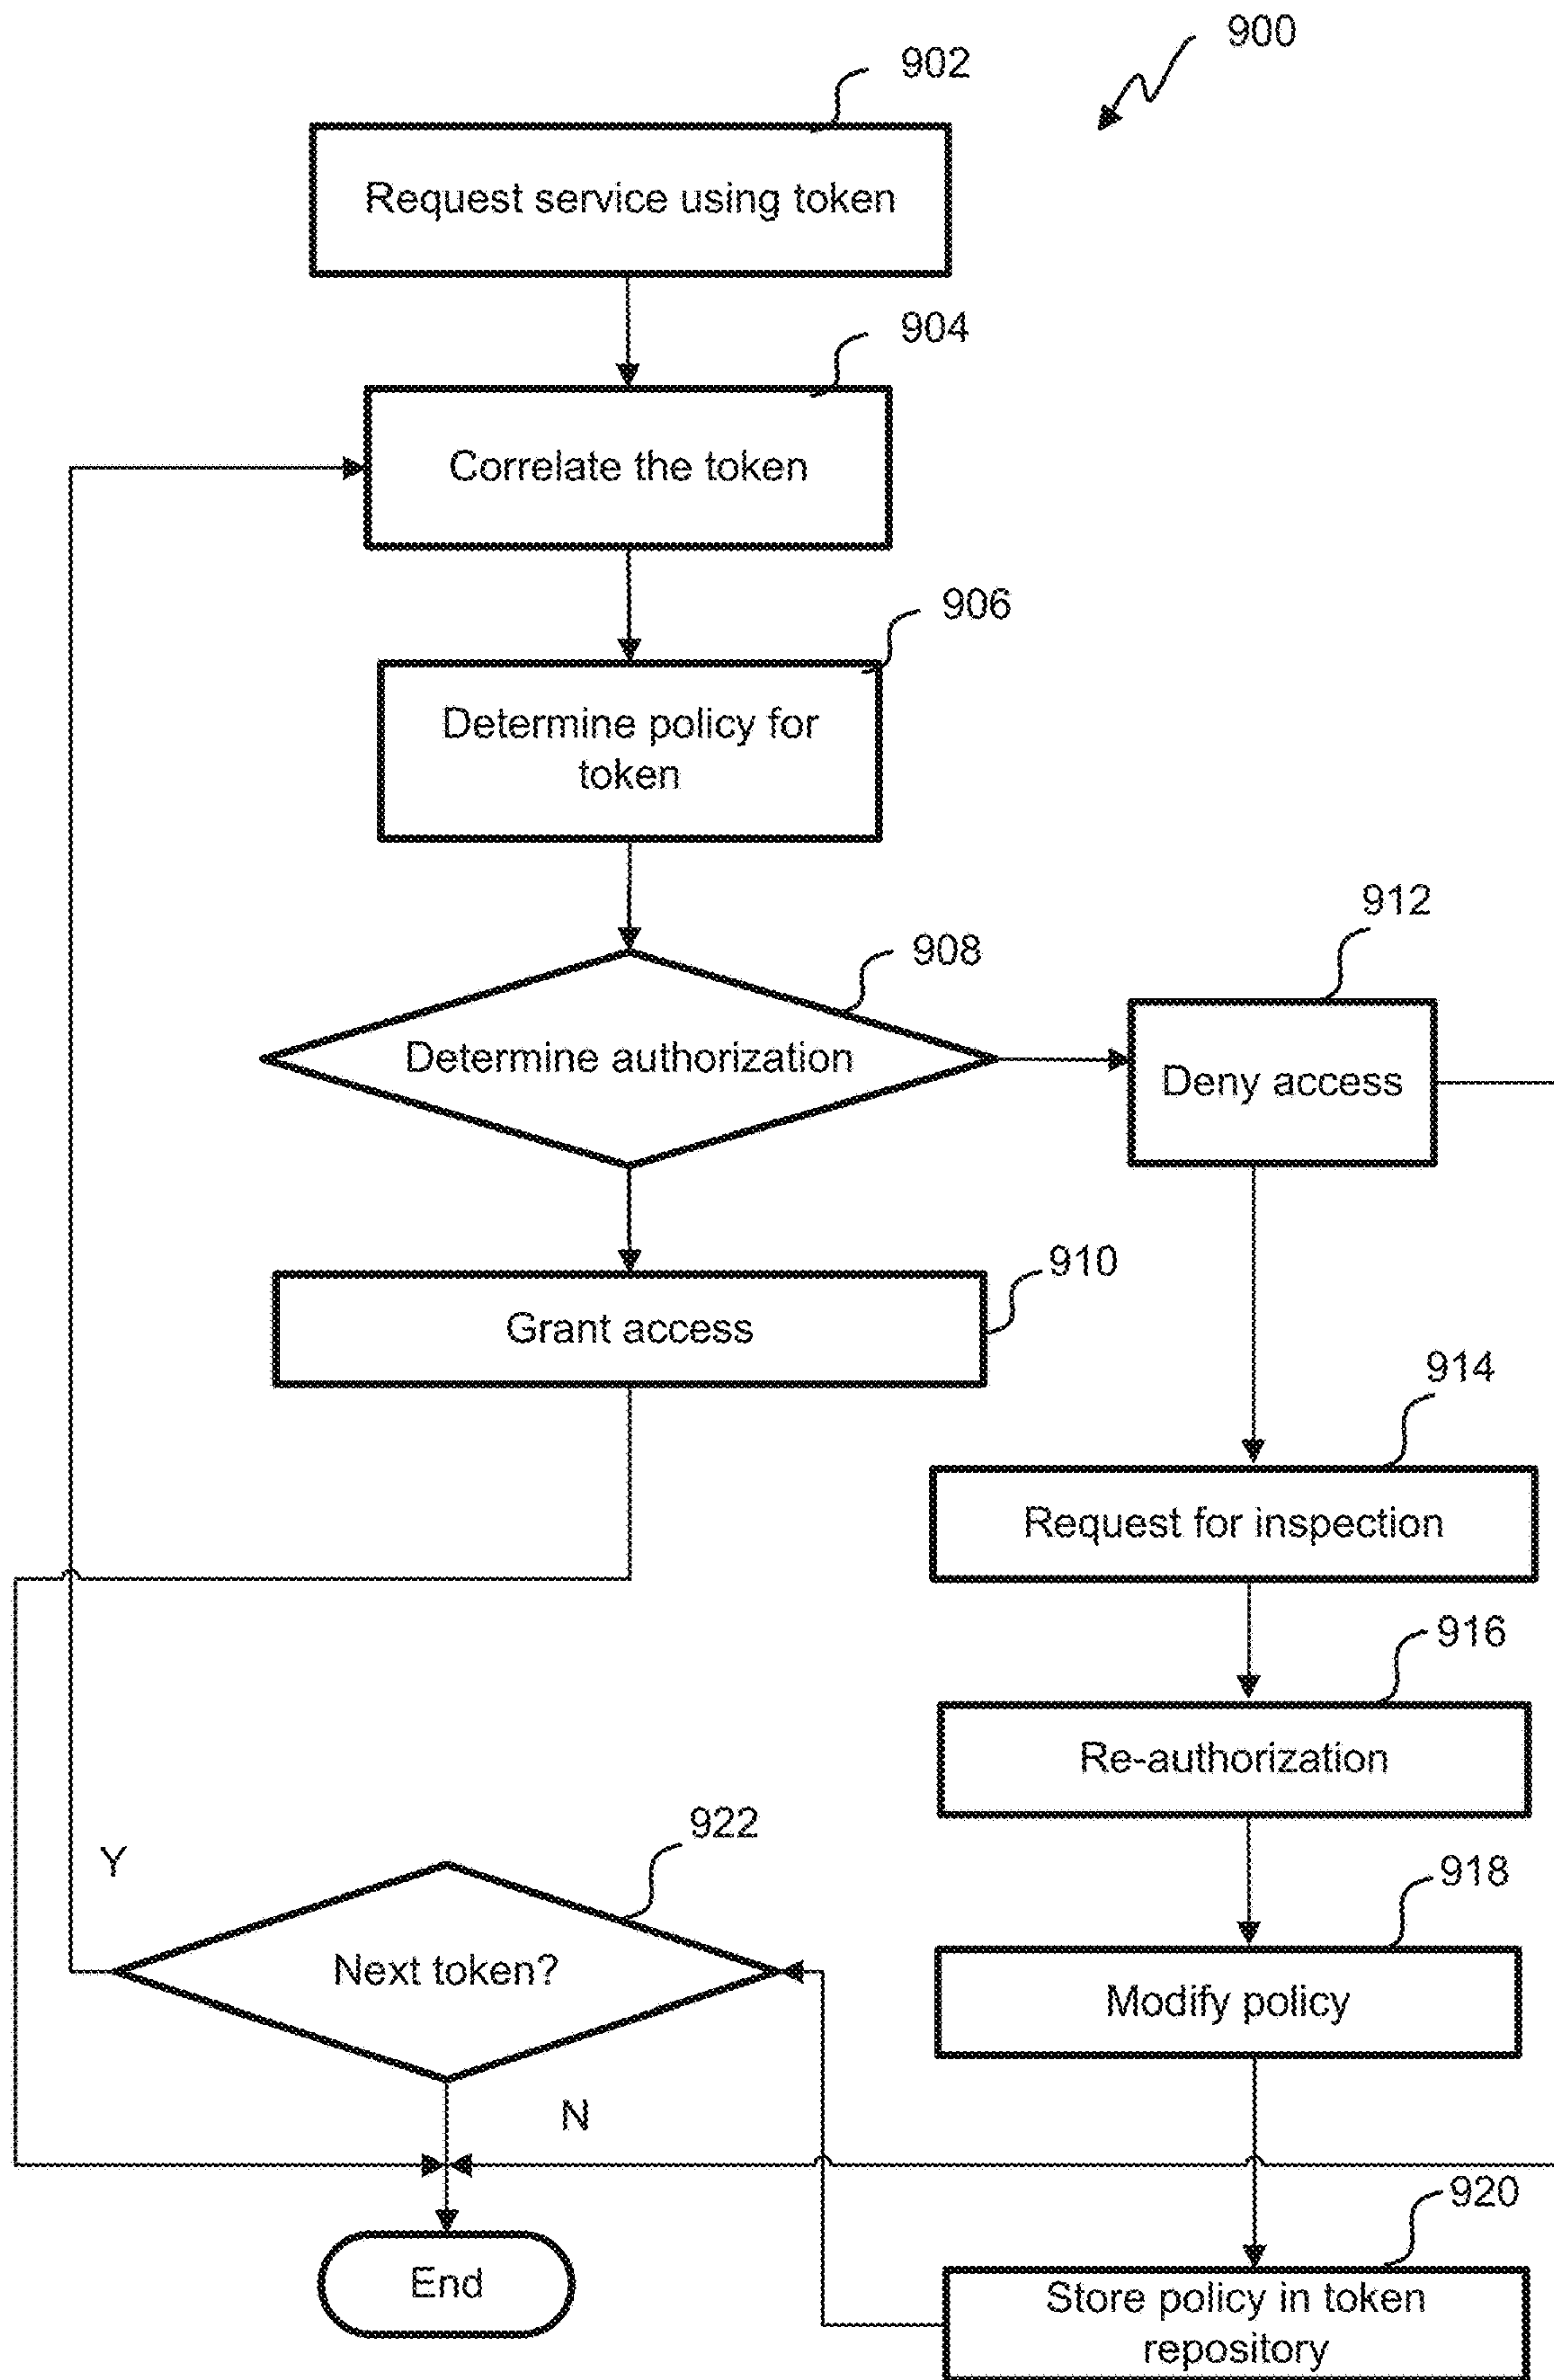 900
902
Request service using token
904
Correlate the token
906
Determine policy for
token
908
912
Determine authorization
Deny access
910
Grant access
914
Request for inspection
916
Re-authorization
922
Y
918
Next token?
Modify policy
N
920
End
Store policy in token
repository